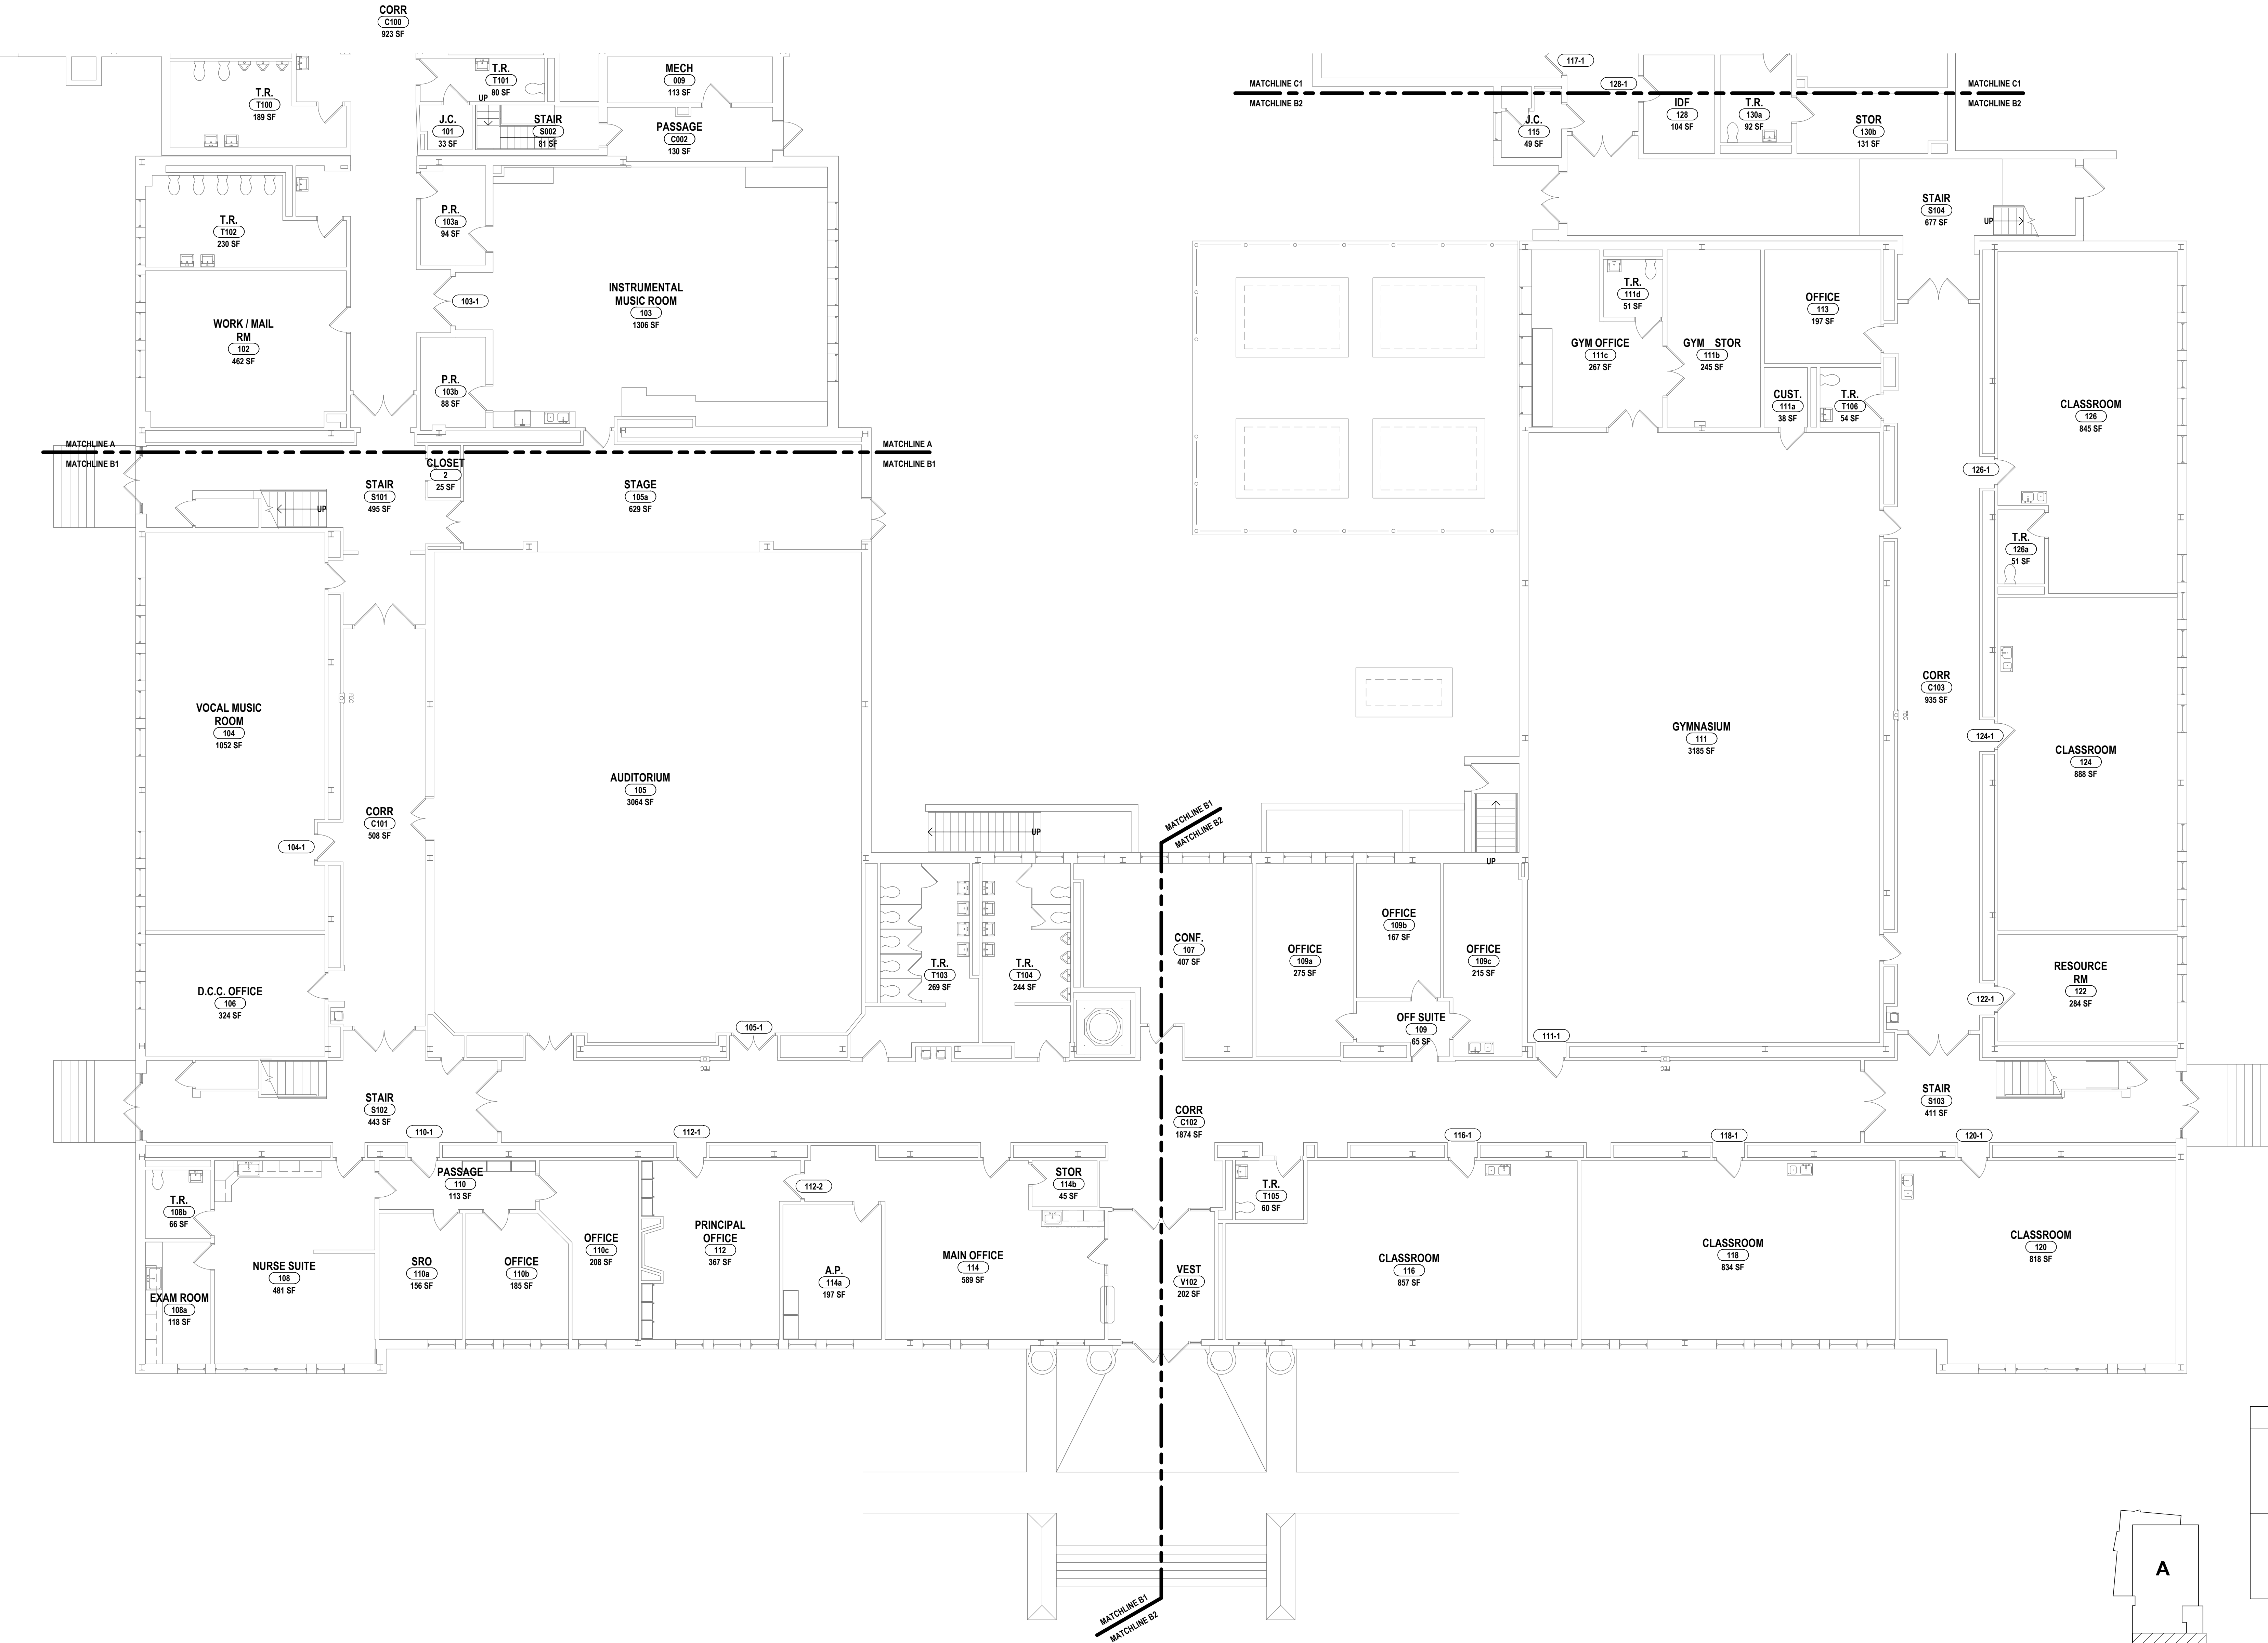 CORR
C100
923 SF
T.R.
T100
189 SF
T.R.
T101
80 SF
UP
MECH
009
113 SF
J.C.
101
33 SF
STAIR
S002
81 SF
PASSAGE
C002
130 SF
117-1
128-1
MATCHLINE C1
MATCHLINE B2
MATCHLINE C1
MATCHLINE B2
J.C.
115
49 SF
IDF
128
104 SF
T.R.
130a
92 SF
STOR
130b
131 SF
T.R.
T102
230 SF
P.R.
103a
94 SF
STAIR
S104
677 SF
UP
WORK / MAIL
RM
102
462 SF
103-1
INSTRUMENTAL
MUSIC ROOM
103
1306 SF
P.R.
103b
88 SF
T.R.
111d
51 SF
OFFICE
113
197 SF
GYM OFFICE
111c
267 SF
GYM STOR
111b
245 SF
CUST.
111a
38 SF
T.R.
T106
54 SF
CLASSROOM
126
845 SF
126-1
MATCHLINE A
MATCHLINE B1
MATCHLINE A
MATCHLINE B1
CLOSET
2
25 SF
STAIR
S101
495 SF
UP
STAGE
105a
629 SF
T.R.
126a
51 SF
VOCAL MUSIC
ROOM
104
1052 SF
FEC
CORR
C103
935 SF
FEC
GYMNASIUM
111
3185 SF
124-1
CLASSROOM
124
888 SF
AUDITORIUM
105
3064 SF
CORR
C101
508 SF
104-1
UP
MATCHLINE B1
MATCHLINE B2
UP
CONF.
107
407 SF
OFFICE
109a
275 SF
OFFICE
109b
167 SF
OFFICE
109c
215 SF
T.R.
T103
269 SF
T.R.
T104
244 SF
D.C.C. OFFICE
106
324 SF
RESOURCE
RM
122
284 SF
122-1
105-1
OFF SUITE
109
65 SF
111-1
FEC
FEC
STAIR
S102
443 SF
CORR
C102
1874 SF
STAIR
S103
411 SF
110-1
112-1
116-1
118-1
120-1
PASSAGE
110
113 SF
112-2
STOR
114b
45 SF
T.R.
108b
66 SF
T.R.
T105
60 SF
NURSE SUITE
108
481 SF
EXAM ROOM
108a
118 SF
SRO
110a
156 SF
OFFICE
110b
185 SF
OFFICE
110c
208 SF
PRINCIPAL
OFFICE
112
367 SF
A.P.
114a
197 SF
MAIN OFFICE
114
589 SF
VEST
V102
202 SF
CLASSROOM
116
857 SF
CLASSROOM
118
834 SF
CLASSROOM
120
818 SF
MATCHLINE B1
MATCHLINE B2
A